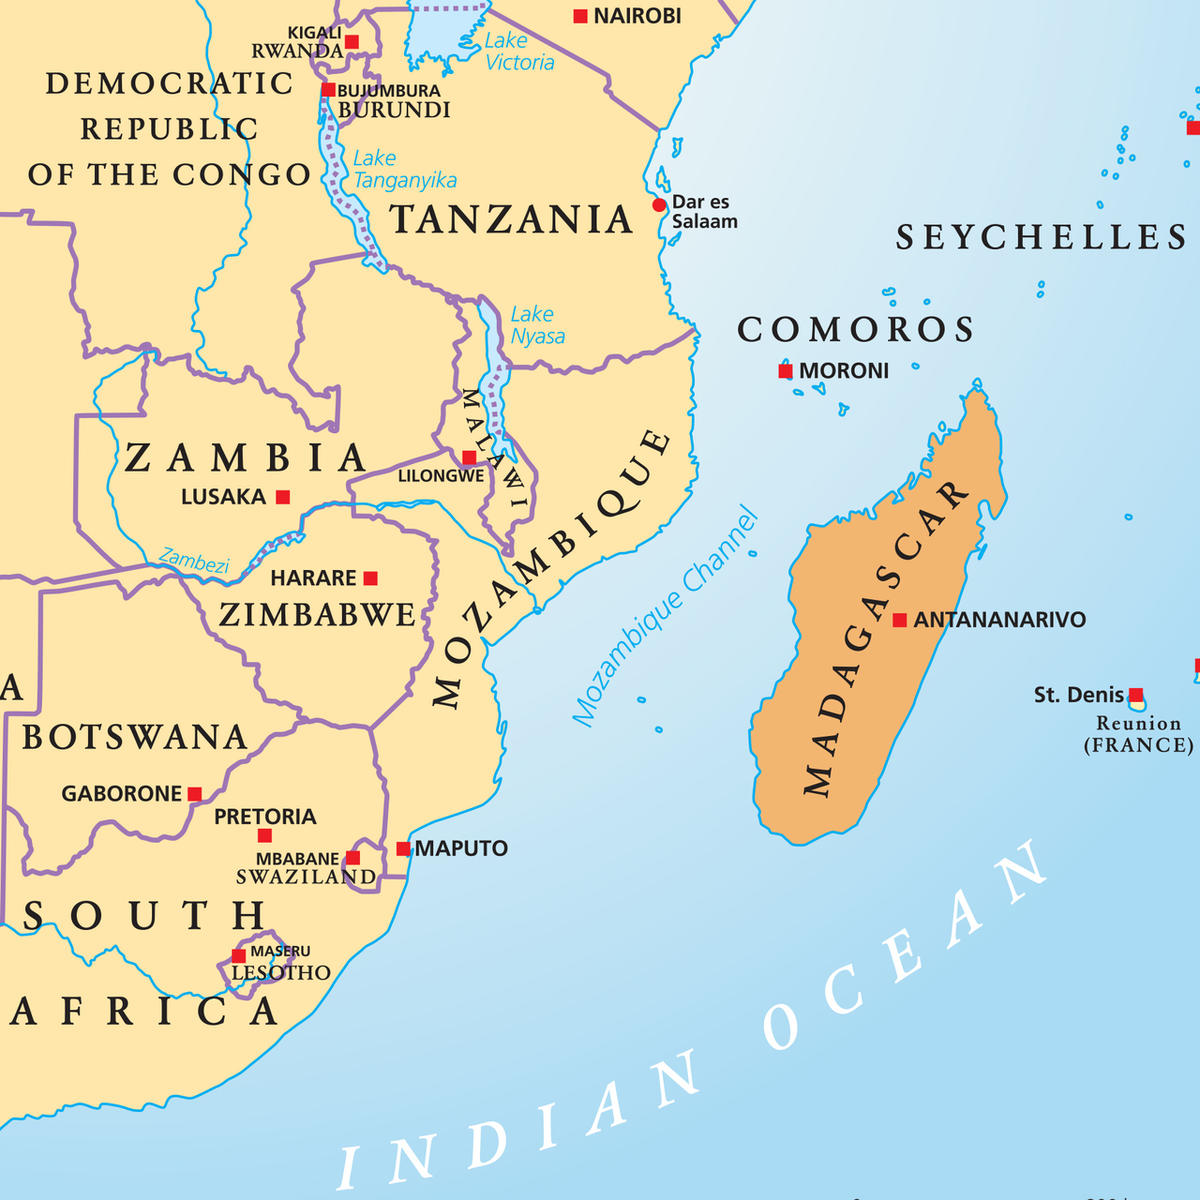 NAIROBI
KIGALI
RWANDA
Lake
Victoria
DEMOCRATIC
REPUBLIC
OF THE CONGO
BUJUMBURA
BURUNDI
Lake
Tanganyika
TANZANIA
Dar es
Salaam
SEYCHELLES
Lake
Nyasa
COMOROS
MORONI
MALAWI
ZAMBIA
LILONGWE
LUSAKA
MOZAMBIQUE
Mozambique Channel
MADAGASCAR
Zambezi
HARARE
ZIMBABWE
ANTANANARIVO
A
St. Denis
Reunion
(FRANCE)
BOTSWANA
GABORONE
PRETORIA
MBABANE
SWAZILAND
MAPUTO
SOUTH
AFRICA
MASERU
LESOTHO
INDIAN OCEAN